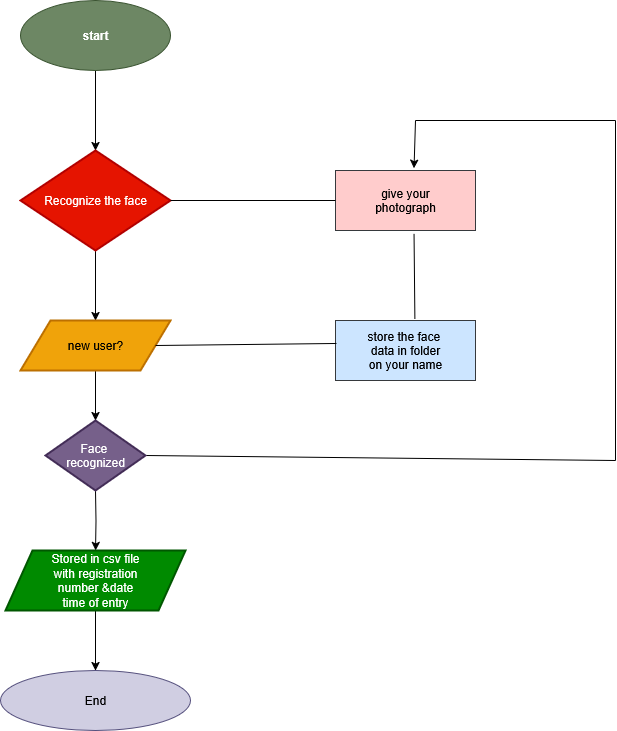 start
Recognize the face
give your
photograph
new user?
store the face
data in folder
on your name
Face
recognized
Stored in csv file
with registration
number &date
time of entry
End